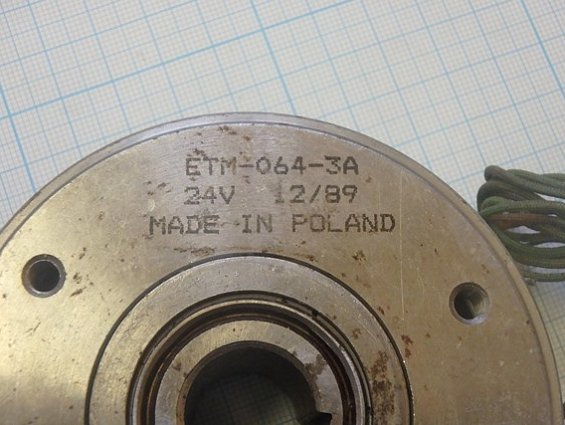 ETM-064-3A
24V 12/89
MADE IN POLAND